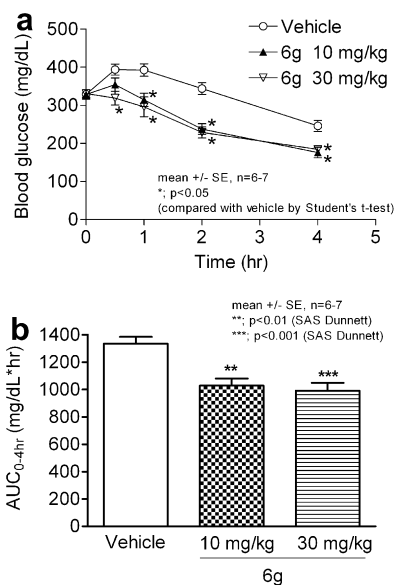 a
Vehicle
6g 10 mg/kg
6g 30 mg/kg
Blood glucose (mg/dL)
500
400
300
200
100
0
*
*
*
*
*
*
*
mean +/- SE, n=6-7
*; p<0.05
(compared with vehicle by Student's t-test)
0 1 2 3 4 5
Time (hr)
b
mean +/- SE, n=6-7
**; p<0.01 (SAS Dunnett)
***; p<0.001 (SAS Dunnett)
AUC0-4hr (mg/dL*hr)
1400
1200
1000
800
600
400
200
0
**
***
Vehicle 10 mg/kg 30 mg/kg
6g